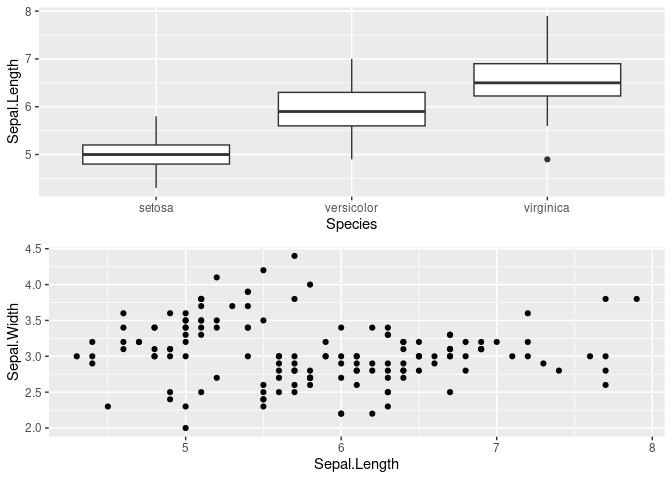 8
7
6
5
Sepal.Length
setosa versicolor virginica
Species
4.5
4.0
3.5
3.0
2.5
2.0
Sepal.Width
5 6 7 8
Sepal.Length